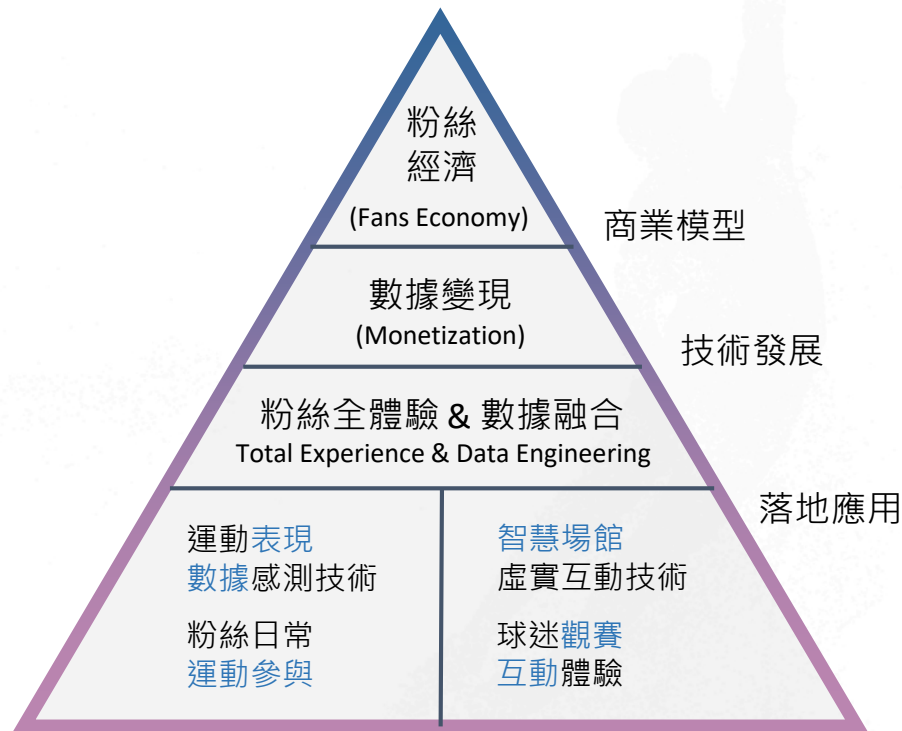 粉絲
經濟
(Fans Economy)
商業模型
數據變現
(Monetization)
技術發展
粉絲全體驗 & 數據融合
Total Experience & Data Engineering
落地應用
運動表現
數據感測技術
粉絲日常
運動參與
智慧場館
虛實互動技術
球迷觀賽
互動體驗